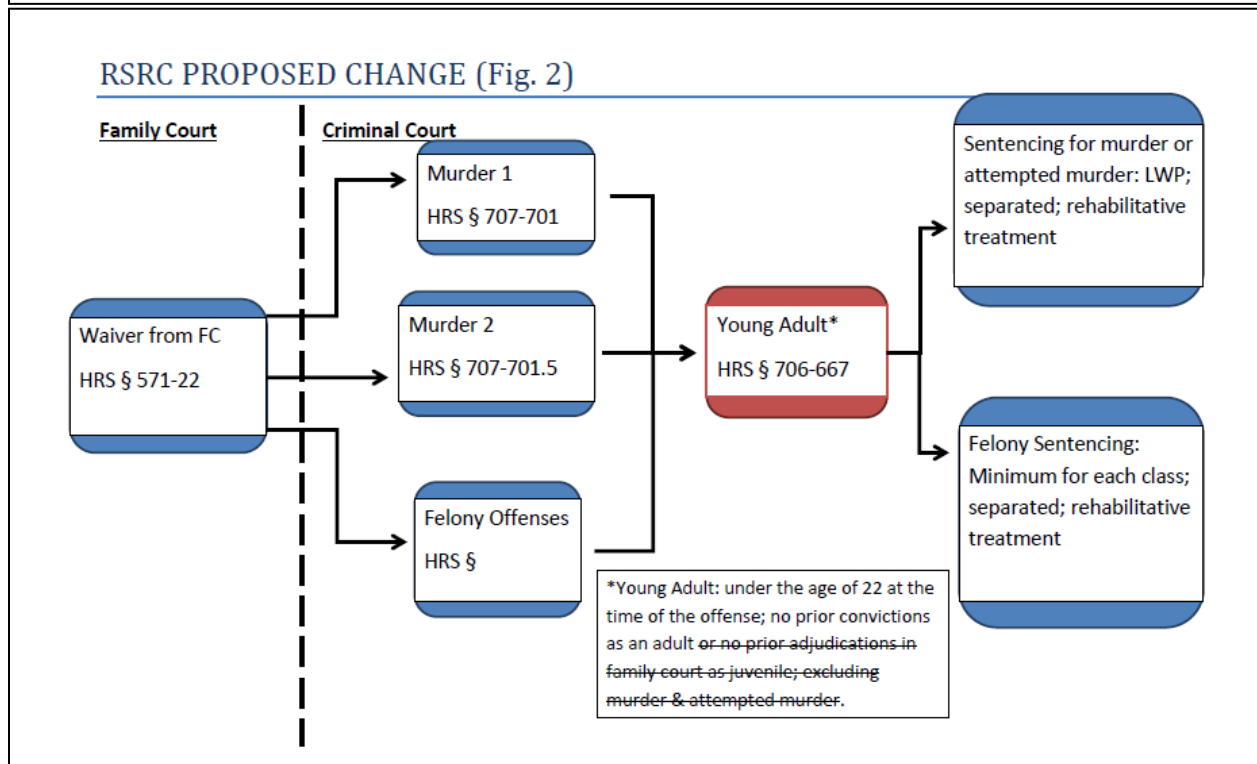 RSRC PROPOSED CHANGE (Fig. 2)
Family Court
Criminal Court
Waiver from FC
HRS § 571-22
Murder 1
HRS § 707-701
Murder 2
HRS § 707-701.5
Felony Offenses
HRS §
Young Adult*
HRS § 706-667
Sentencing for murder or
attempted murder: LWP;
separated; rehabilitative
treatment
Felony Sentencing:
Minimum for each class;
separated; rehabilitative
treatment
*Young Adult: under the age of 22 at the
time of the offense; no prior convictions
as an adult or no prior adjudications in
family court as juvenile; excluding
murder & attempted murder.